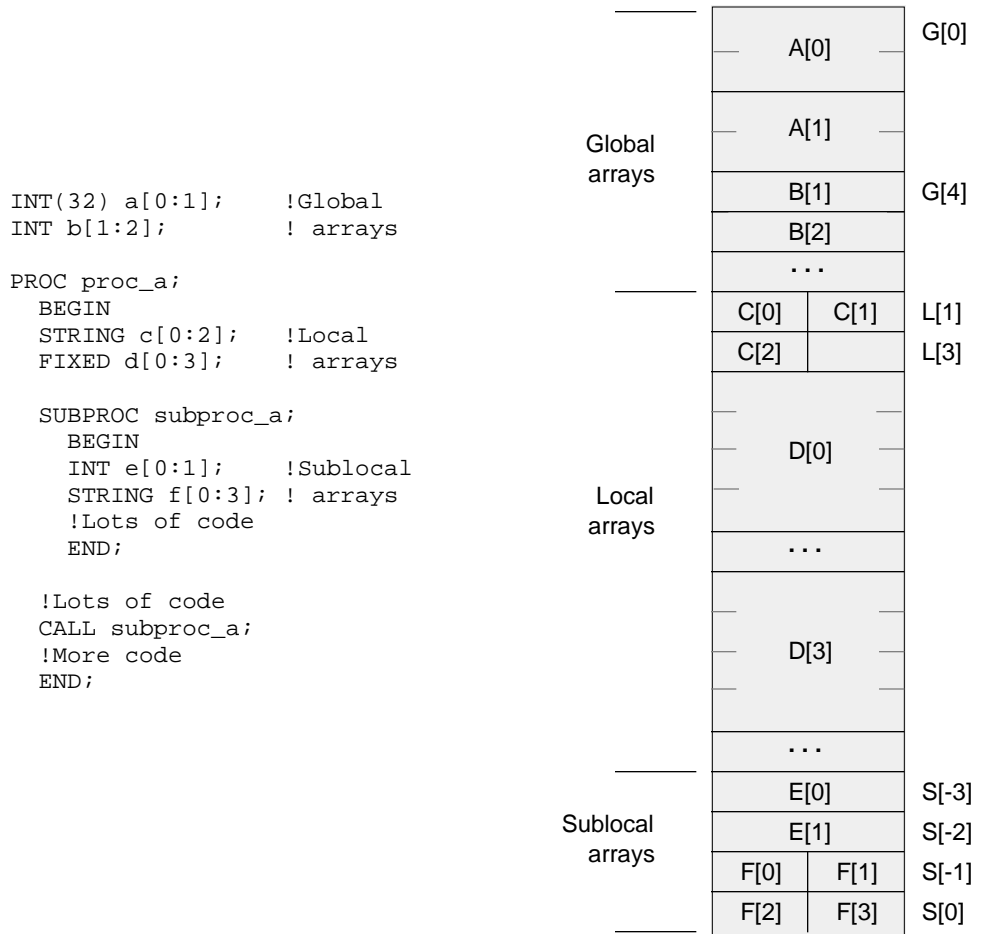 INT(32) a[0:1];    !Global
INT b[1:2];        ! arrays
PROC proc_a;
BEGIN
STRING c[0:2];   !Local
FIXED d[0:3];    ! arrays
SUBPROC subproc_a;
BEGIN
INT e[0:1];    !Sublocal
STRING f[0:3]; ! arrays
!Lots of code
END;
!Lots of code
CALL subproc_a;
!More code
END;
Global
arrays
Local
arrays
Sublocal
arrays
A[0] G[0]
A[1]
B[1] G[4]
B[2]
. . .
C[0] C[1] L[1]
C[2] L[3]
D[0]
. . .
D[3]
. . .
E[0] S[-3]
E[1] S[-2]
F[0] F[1] S[-1]
F[2] F[3] S[0]